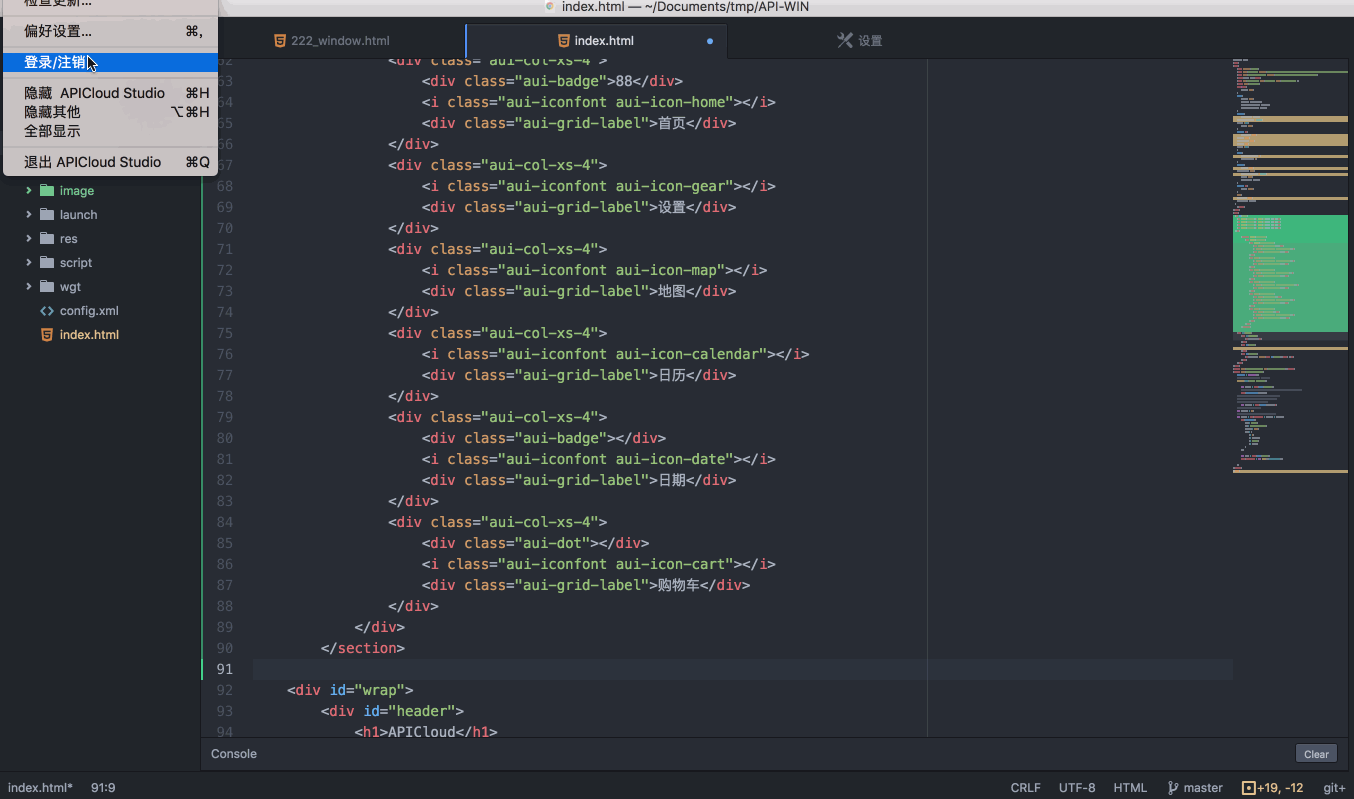 检查更新...
index.html — ~/Documents/tmp/API-WIN
偏好设置... ⌘,
登录/注销
隐藏 APICloud Studio ⌘H
隐藏其他 ⌥⌘H
全部显示
退出 APICloud Studio ⌘Q
222_window.html
index.html
设置
image
launch
res
script
wgt
config.xml
index.html
62 <div class="aui-col-xs-4">
63 <div class="aui-badge">88</div>
64 <i class="aui-iconfont aui-icon-home"></i>
65 <div class="aui-grid-label">首页</div>
66 </div>
67 <div class="aui-col-xs-4">
68 <i class="aui-iconfont aui-icon-gear"></i>
69 <div class="aui-grid-label">设置</div>
70 </div>
71 <div class="aui-col-xs-4">
72 <i class="aui-iconfont aui-icon-map"></i>
73 <div class="aui-grid-label">地图</div>
74 </div>
75 <div class="aui-col-xs-4">
76 <i class="aui-iconfont aui-icon-calendar"></i>
77 <div class="aui-grid-label">日历</div>
78 </div>
79 <div class="aui-col-xs-4">
80 <div class="aui-badge"></div>
81 <i class="aui-iconfont aui-icon-date"></i>
82 <div class="aui-grid-label">日期</div>
83 </div>
84 <div class="aui-col-xs-4">
85 <div class="aui-dot"></div>
86 <i class="aui-iconfont aui-icon-cart"></i>
87 <div class="aui-grid-label">购物车</div>
88 </div>
89 </div>
90 </section>
91
92 <div id="wrap">
93 <div id="header">
94 <h1>APICloud</h1>
Console
Clear
index.html* 91:9
CRLF UTF-8 HTML master +19, -12 git+